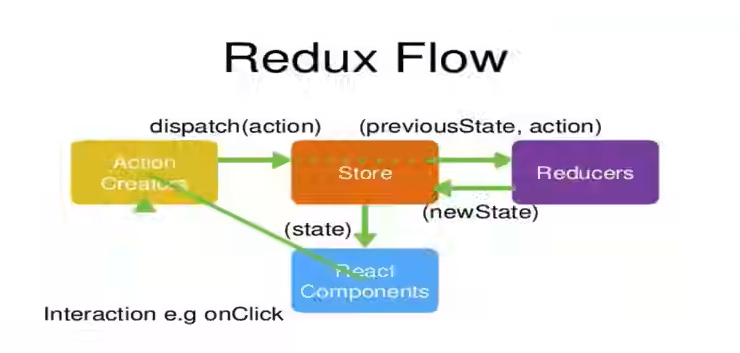 Redux Flow
dispatch(action) (previousState, action)
Action
Creators
Store
Reducers
(newState)
(state)
React
Components
Interaction e.g onClick